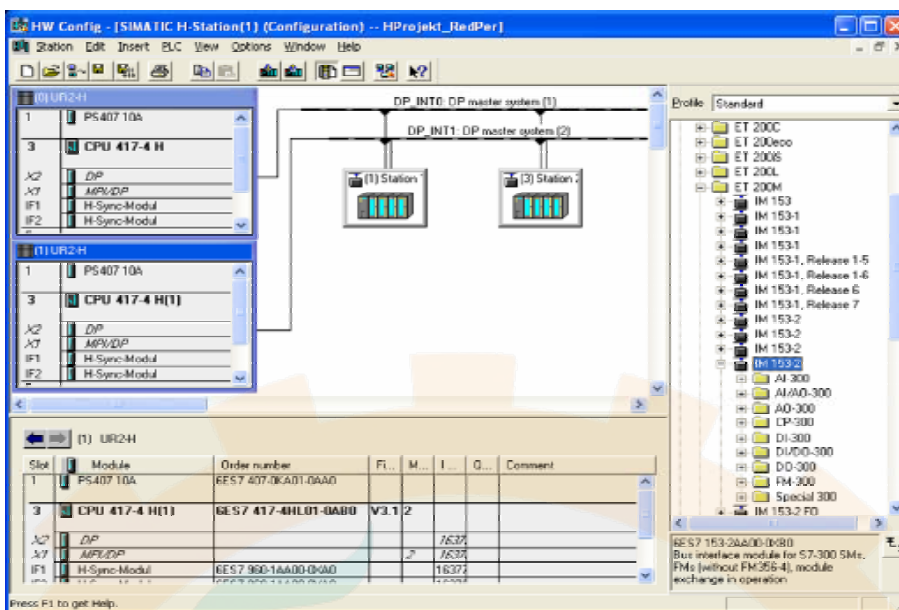 HW Config - [SIMATIC H-Station(1) (Configuration) -- HProjekt_RedPer]
Station Edit Insert PLC View Options Window Help
(0) UR2-H
1 PS407 10A
3 CPU 417-4 H
X2 DP
X1 MPI/DP
IF1 H-Sync-Modul
IF2 H-Sync-Modul
(1) UR2-H
1 PS407 10A
3 CPU 417-4 H(1)
X2 DP
X1 MPI/DP
IF1 H-Sync-Modul
IF2 H-Sync-Modul
DP_INT0: DP master system (1)
DP_INT1: DP master system (2)
(1) Station
(3) Station
Profile Standard
ET 200C
ET 200eco
ET 200iS
ET 200L
ET 200M
IM 153
IM 153-1
IM 153-1
IM 153-1
IM 153-1, Release 1-5
IM 153-1, Release 1-6
IM 153-1, Release 6
IM 153-1, Release 7
IM 153-2
IM 153-2
IM 153-2
IM 153-2
AI-300
AI/AO-300
AO-300
CP-300
DI-300
DI/DO-300
DO-300
FM-300
Special 300
IM 153-2 FO
6ES7 153-2AA00-0XB0
Bus interface module for S7-300 SMs, FMs (without FM356-4), module exchange in operation
(1) UR2-H
Slot Module Order number Fi... M... I... Q... Comment
1 PS407 10A 6ES7 407-0KA01-0AA0
3 CPU 417-4 H(1) 6ES7 417-4HL01-0AB0 V3.1 2
X2 DP 1637
X1 MPI/DP 2 1637
IF1 H-Sync-Modul 6ES7 960-1AA00-0XA0 1637
Press F1 to get Help.